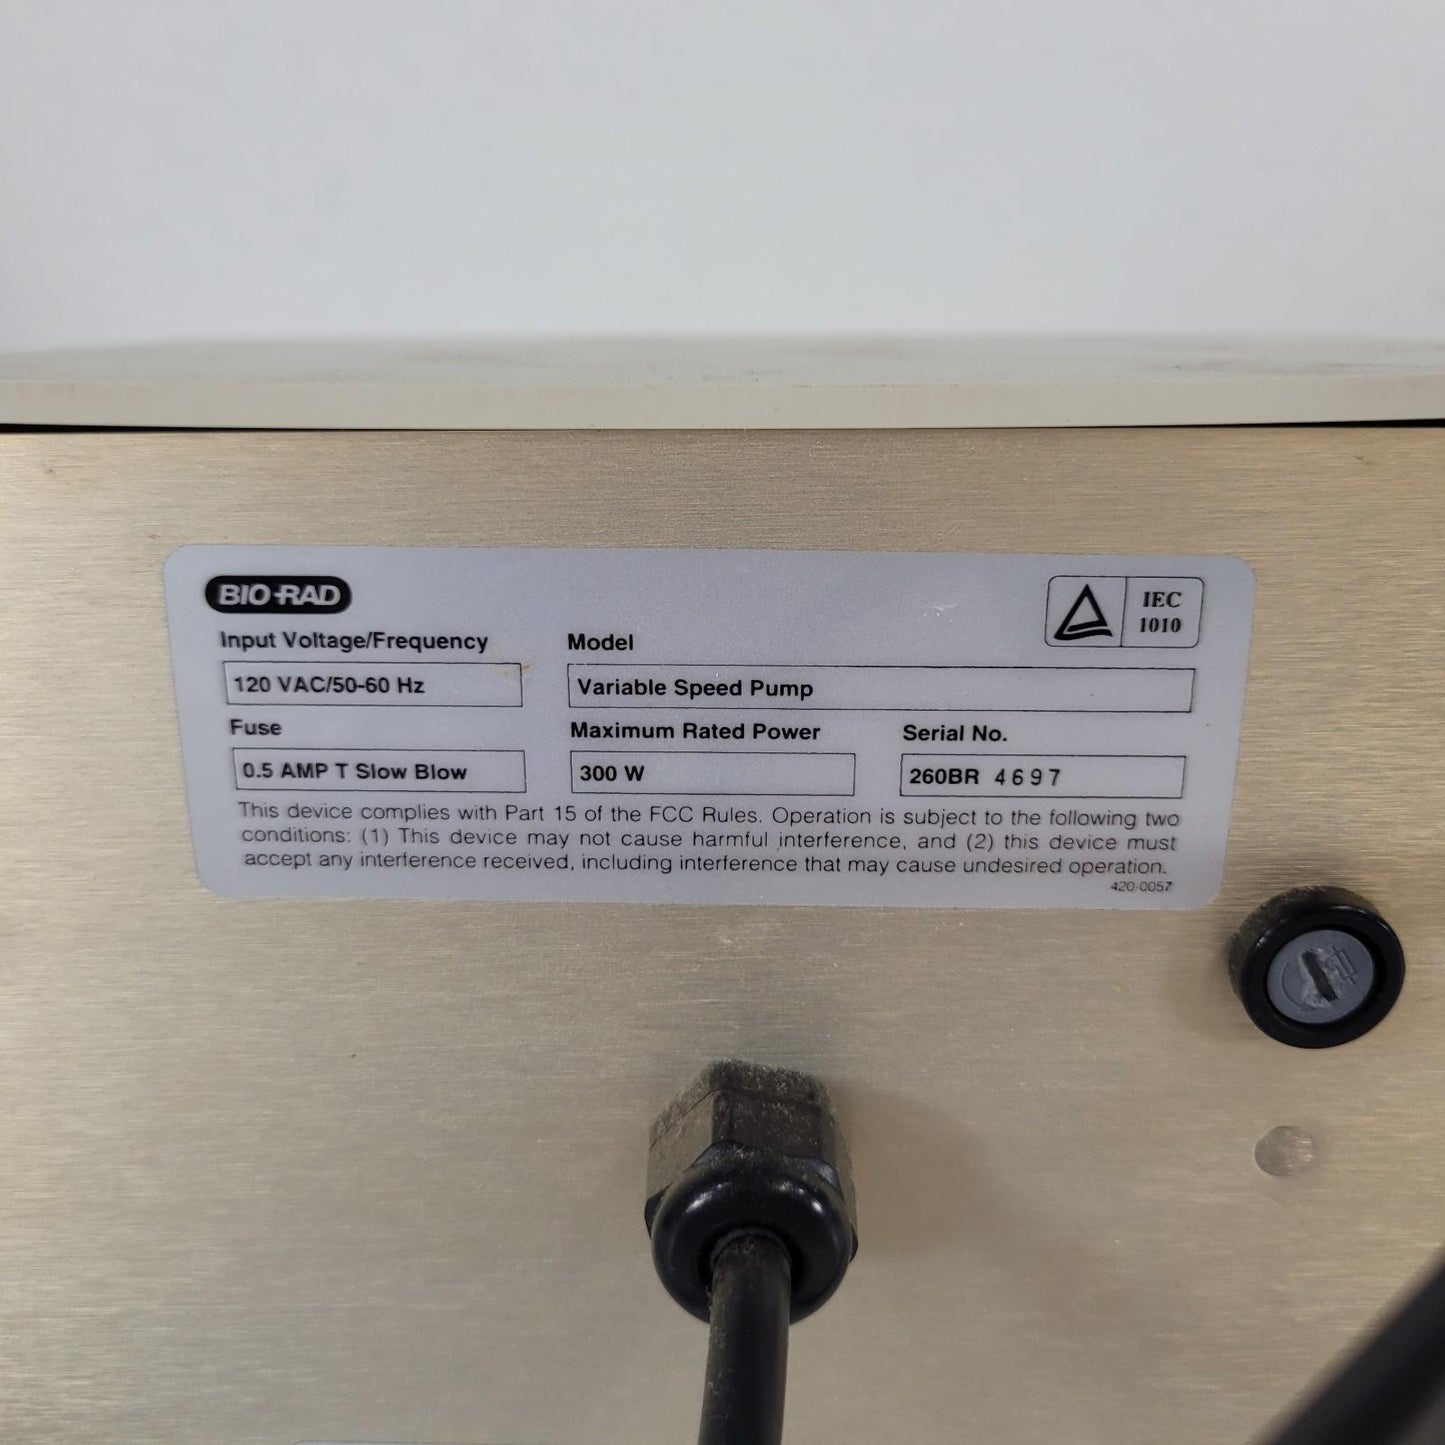 BIO-RAD
IEC
1010
Input Voltage/Frequency
120 VAC/50-60 Hz
Model
Variable Speed Pump
Fuse
0.5 AMP T Slow Blow
Maximum Rated Power
300 W
Serial No.
260BR 4697
This device complies with Part 15 of the FCC Rules. Operation is subject to the following two
conditions: (1) This device may not cause harmful interference, and (2) this device must
accept any interference received, including interference that may cause undesired operation.
420-0057